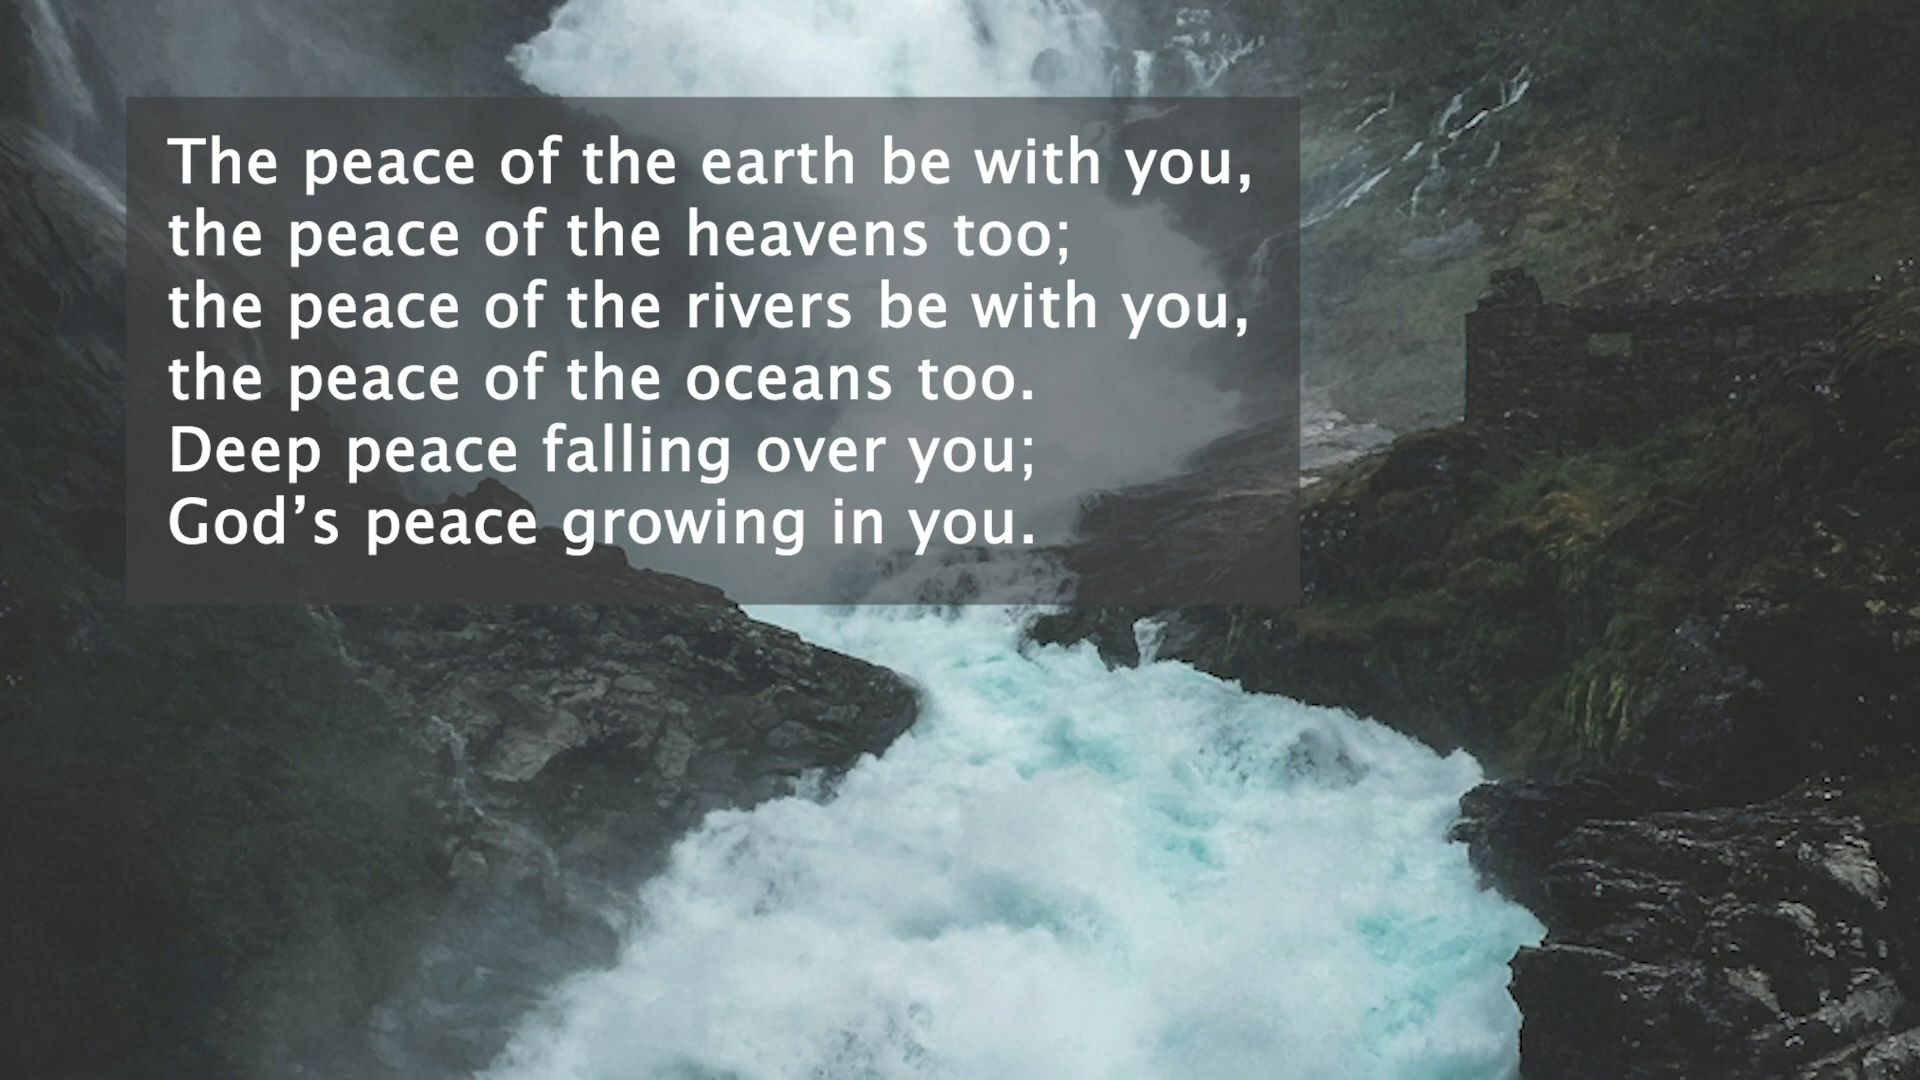 The peace of the earth be with you,
the peace of the heavens too;
the peace of the rivers be with you,
the peace of the oceans too.
Deep peace falling over you;
God’s peace growing in you.